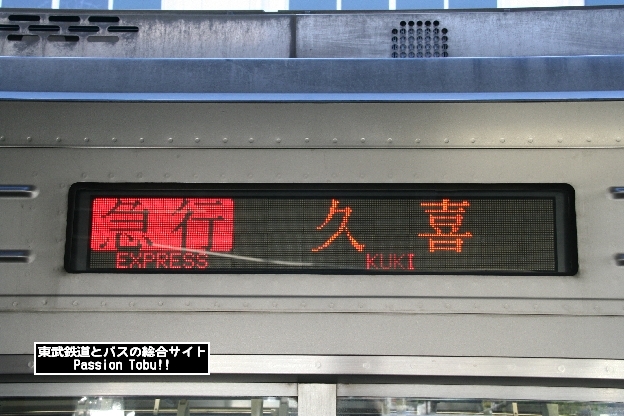 急行 久喜
EXPRESS KUKI
東武鉄道とバスの総合サイト
Passion Tobu!!